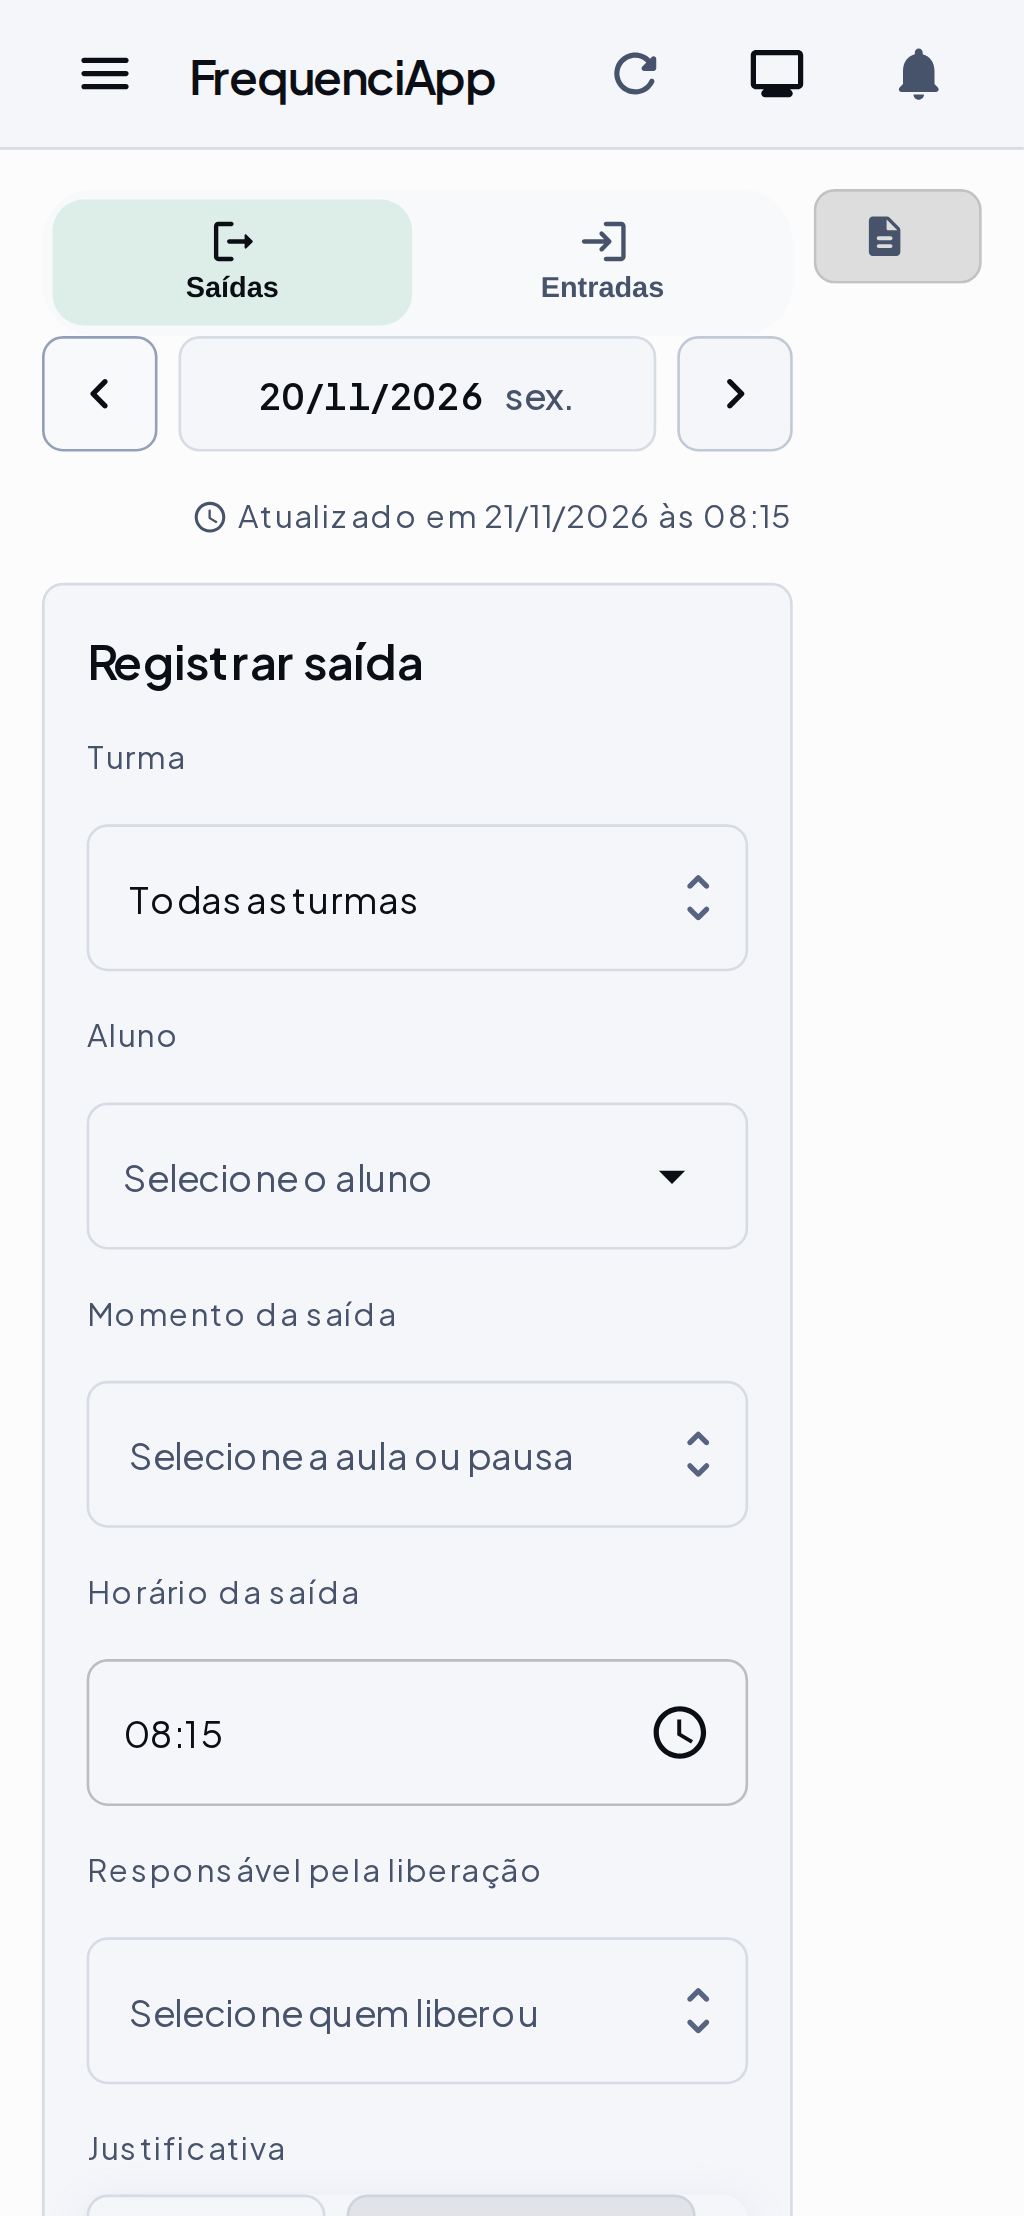 FrequenciApp
Saídas
Entradas
20/11/2026 sex.
Atualizado em 21/11/2026 às 08:15
Registrar saída
Turma
Todas as turmas
Aluno
Selecione o aluno
Momento da saída
Selecione a aula ou pausa
Horário da saída
08:15
Responsável pela liberação
Selecione quem liberou
Justificativa